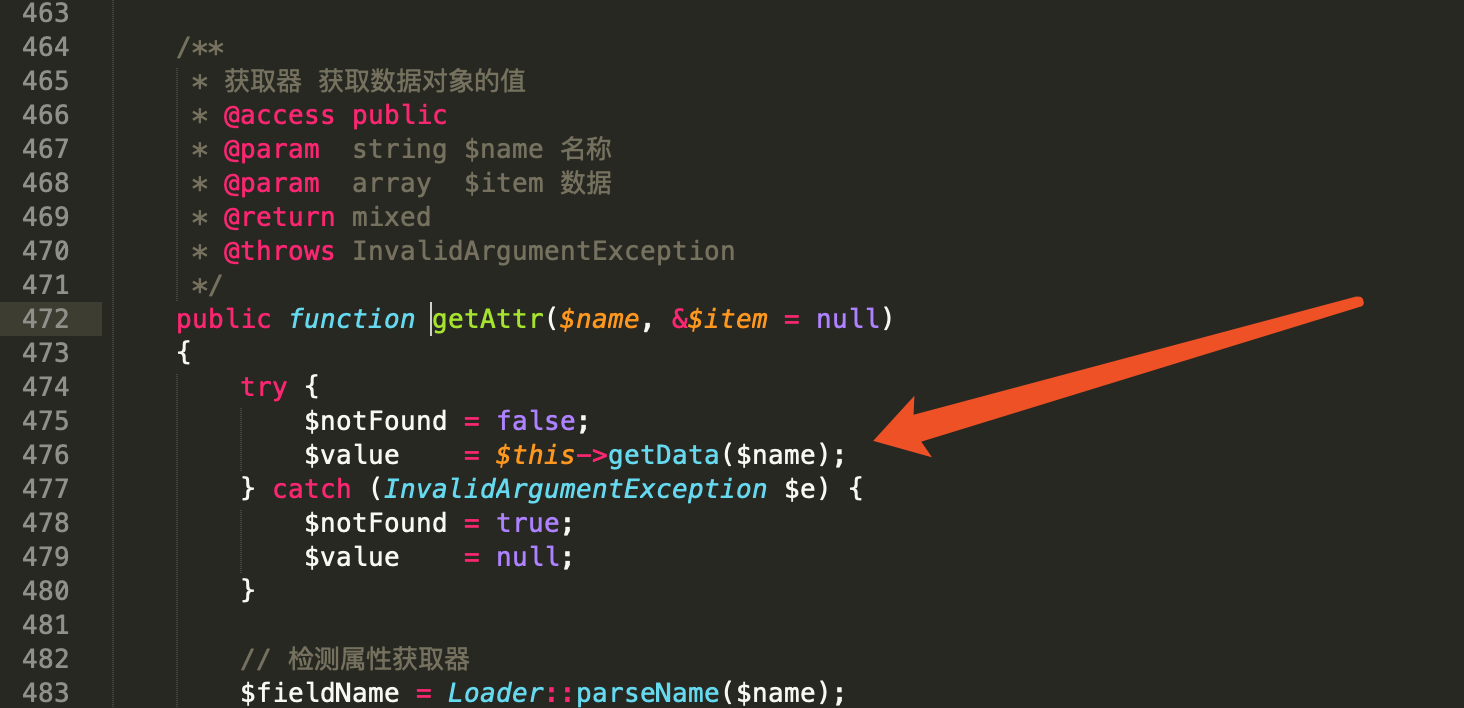 463
464 /**
465 * 获取器 获取数据对象的值
466 * @access public
467 * @param  string $name 名称
468 * @param  array  $item 数据
469 * @return mixed
470 * @throws InvalidArgumentException
471 */
472 public function getAttr($name, &$item = null)
473 {
474 try {
475 $notFound = false;
476 $value    = $this->getData($name);
477 } catch (InvalidArgumentException $e) {
478 $notFound = true;
479 $value    = null;
480 }
481
482 // 检测属性获取器
483 $fieldName = Loader::parseName($name);